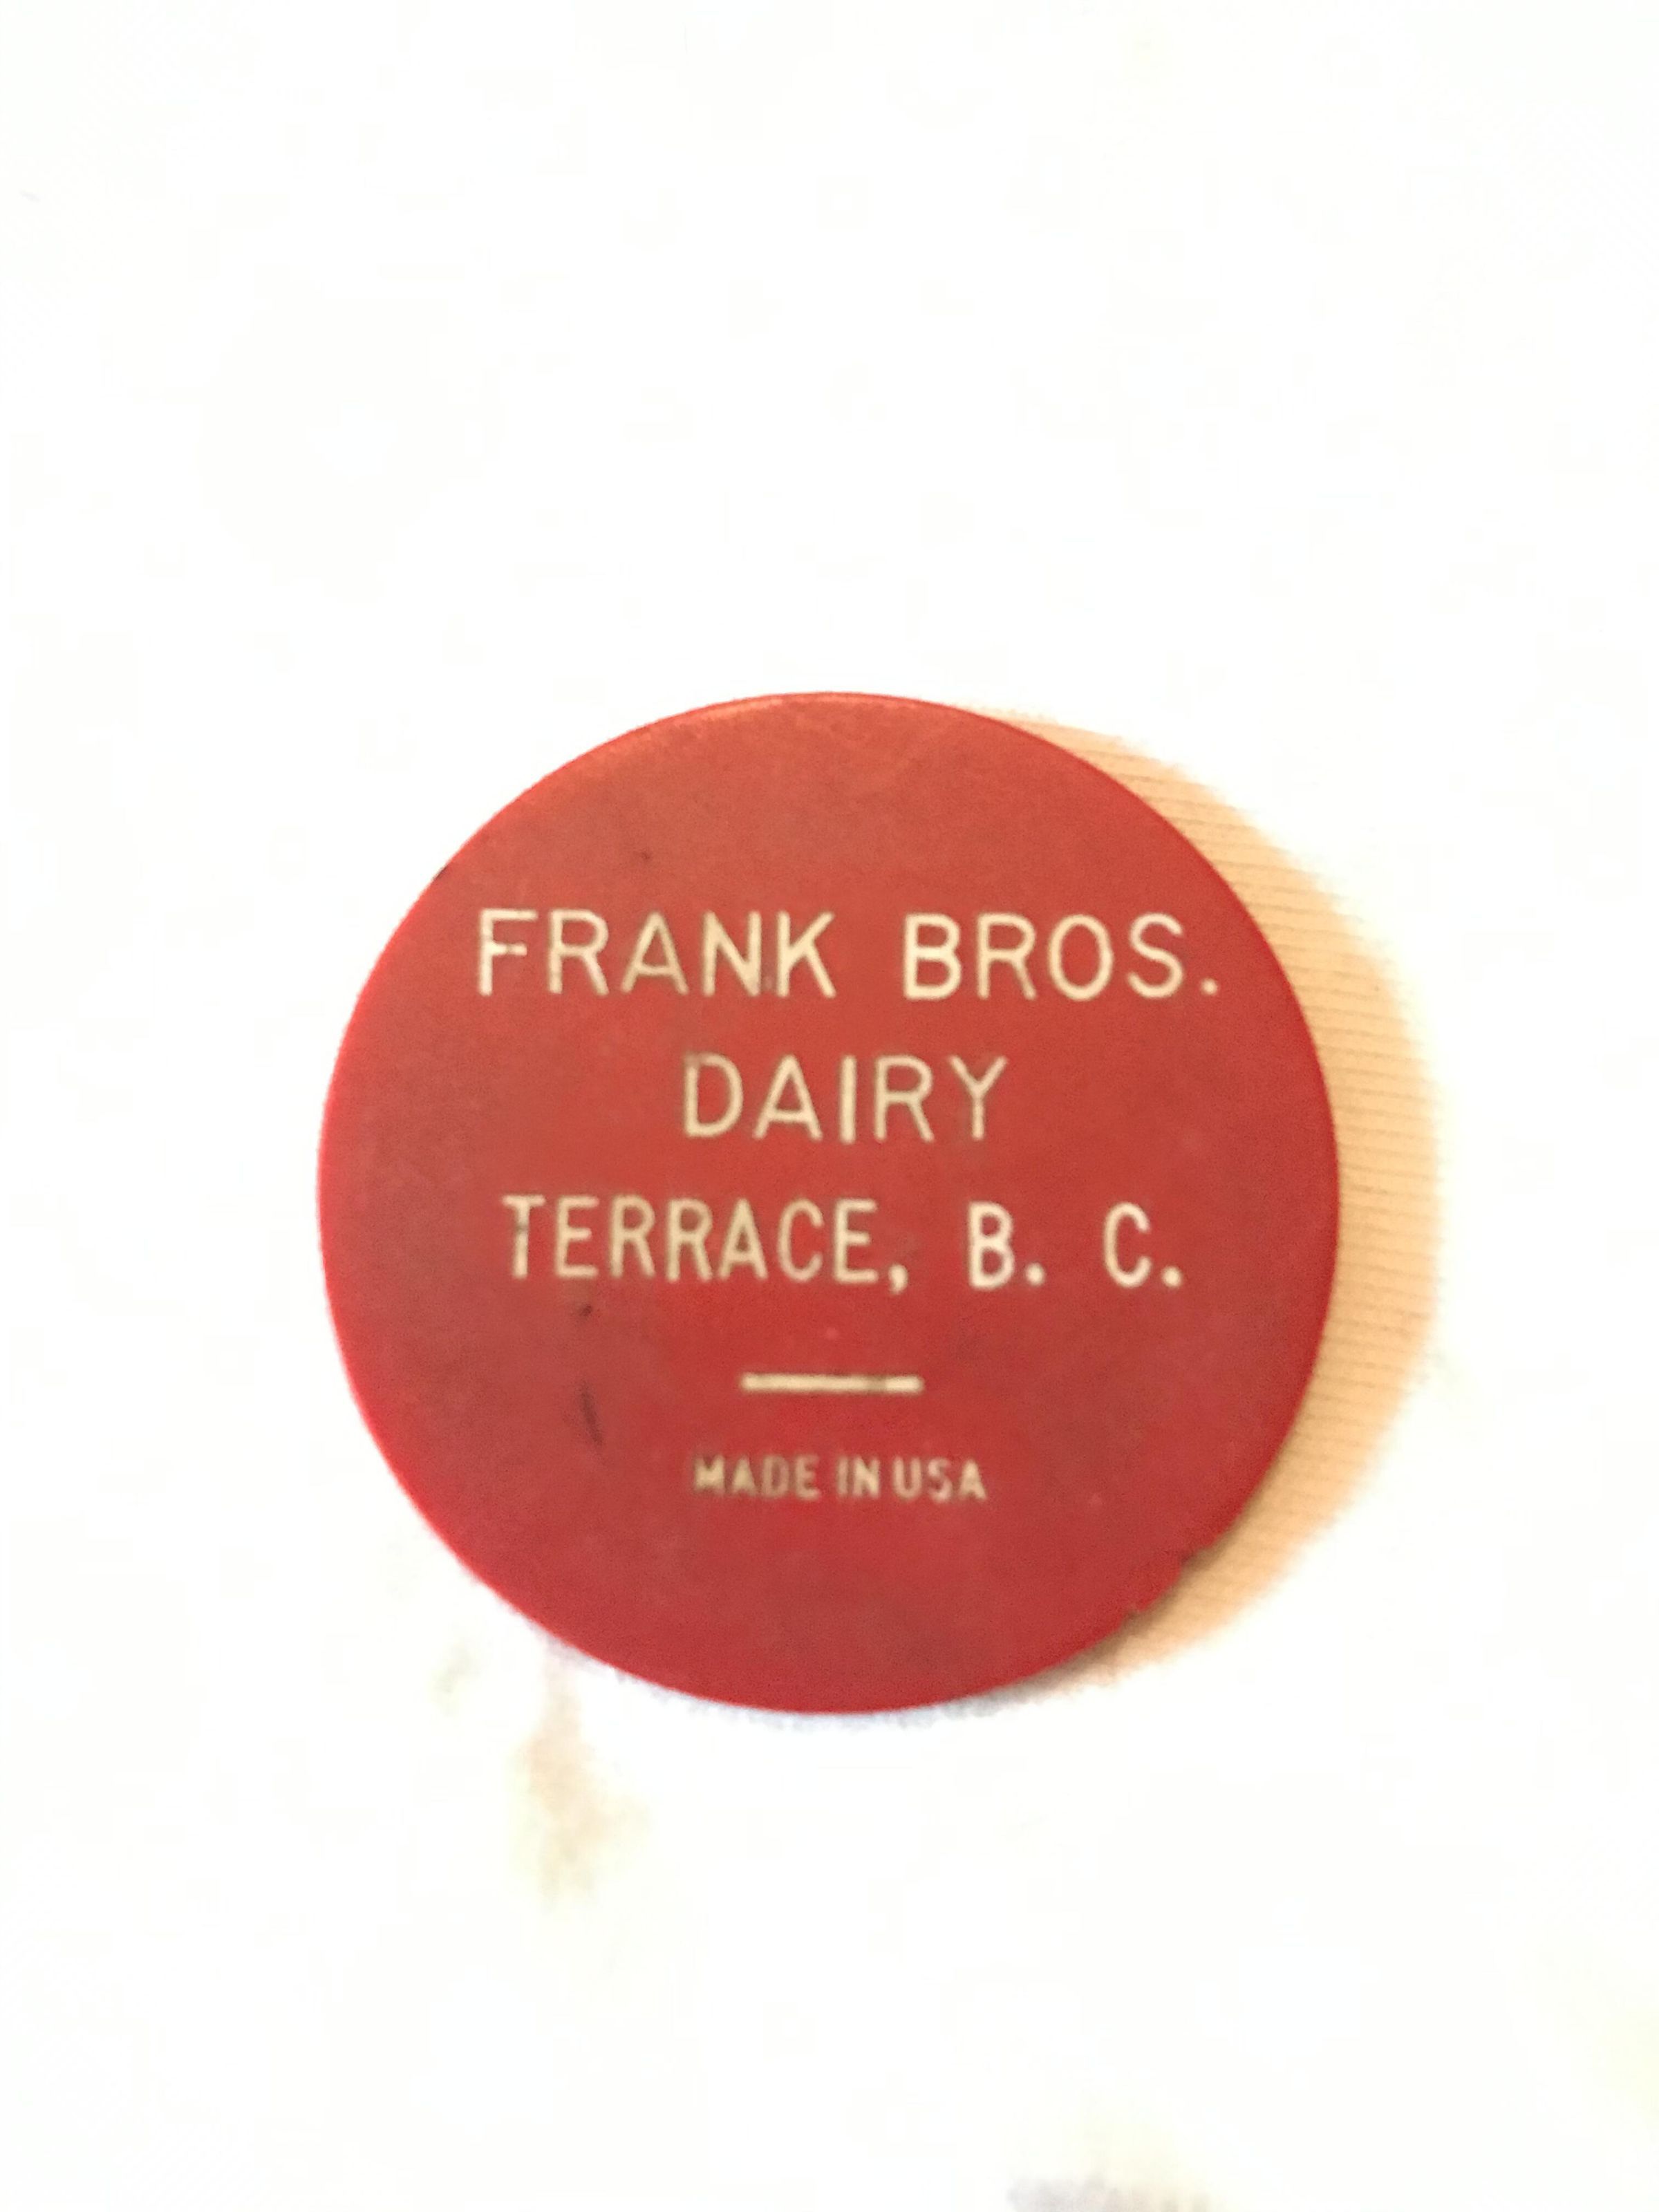 FRANK BROS.
DAIRY
TERRACE, B. C.
MADE IN USA